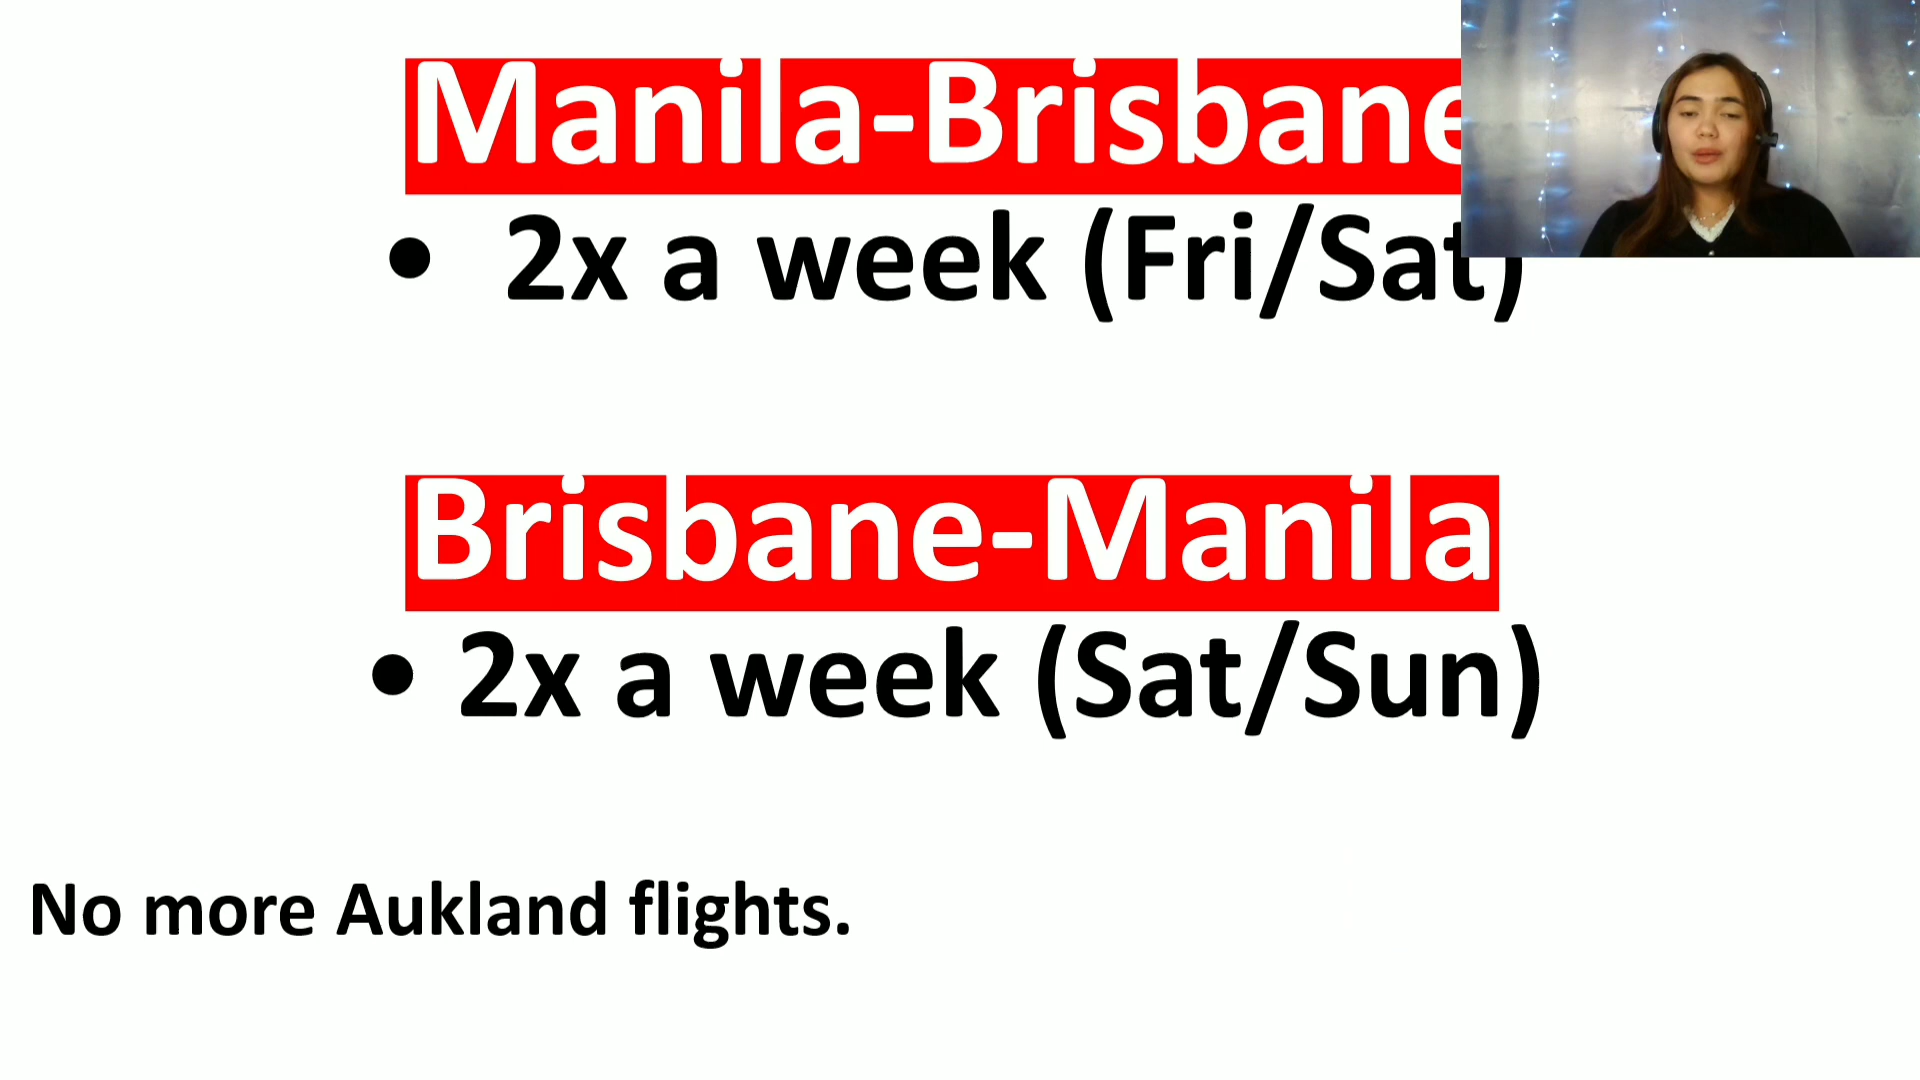 Manila-Brisbane
• 2x a week (Fri/Sat)
Brisbane-Manila
• 2x a week (Sat/Sun)
No more Aukland flights.